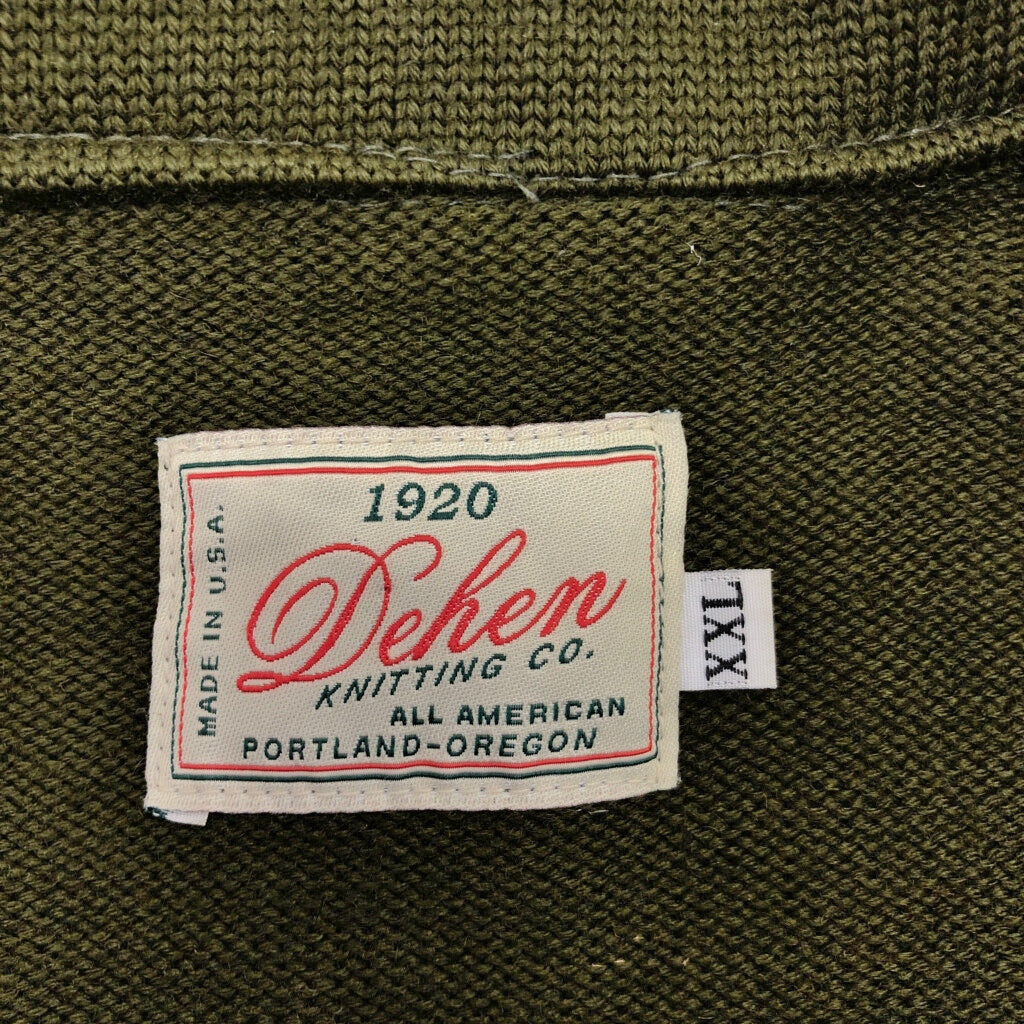 1920
Dehen
KNITTING CO.
ALL AMERICAN
PORTLAND-OREGON
MADE IN U.S.A.
XXL